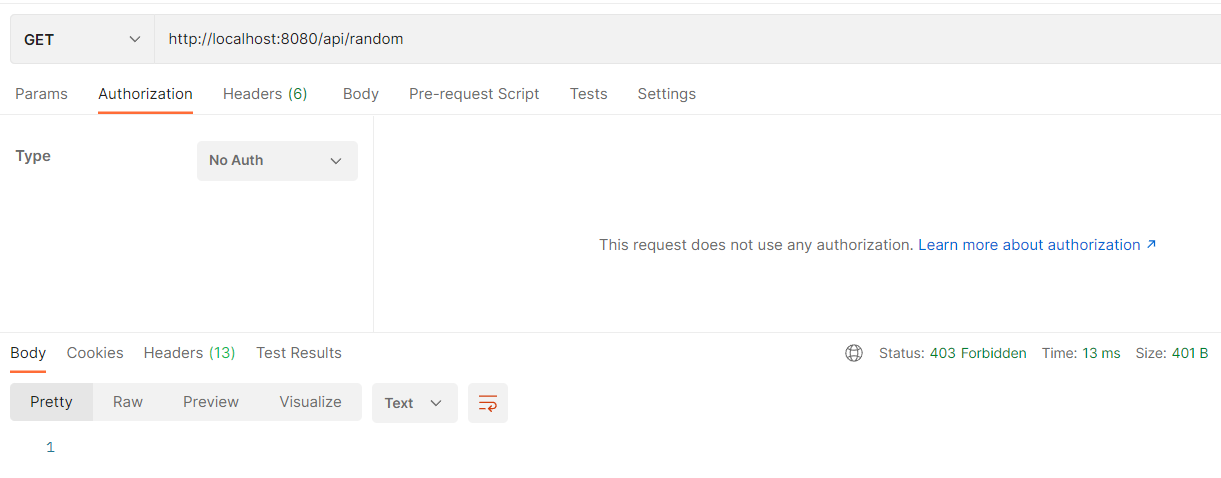 GET http://localhost:8080/api/random
Params Authorization Headers (6) Body Pre-request Script Tests Settings
Type No Auth
This request does not use any authorization. Learn more about authorization ↗
Body Cookies Headers (13) Test Results Status: 403 Forbidden Time: 13 ms Size: 401 B
Pretty Raw Preview Visualize Text
1